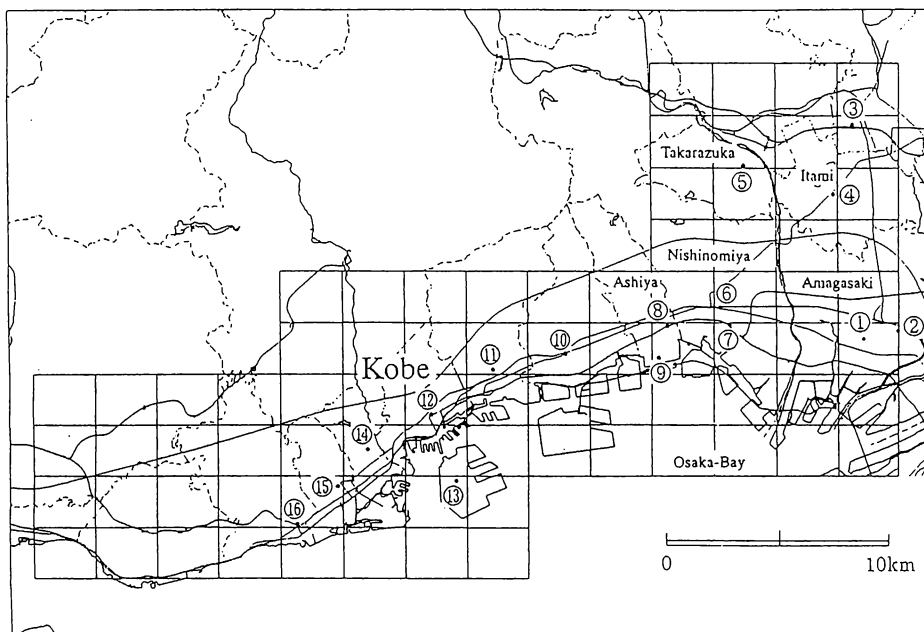 ③
Takarazuka
Itami
⑤
④
Nishinomiya
Ashiya
⑥
Amagasaki
⑧
①
②
⑦
⑩
⑪
Kobe
⑨
⑫
⑭
Osaka-Bay
⑮
⑬
⑯
0
10km